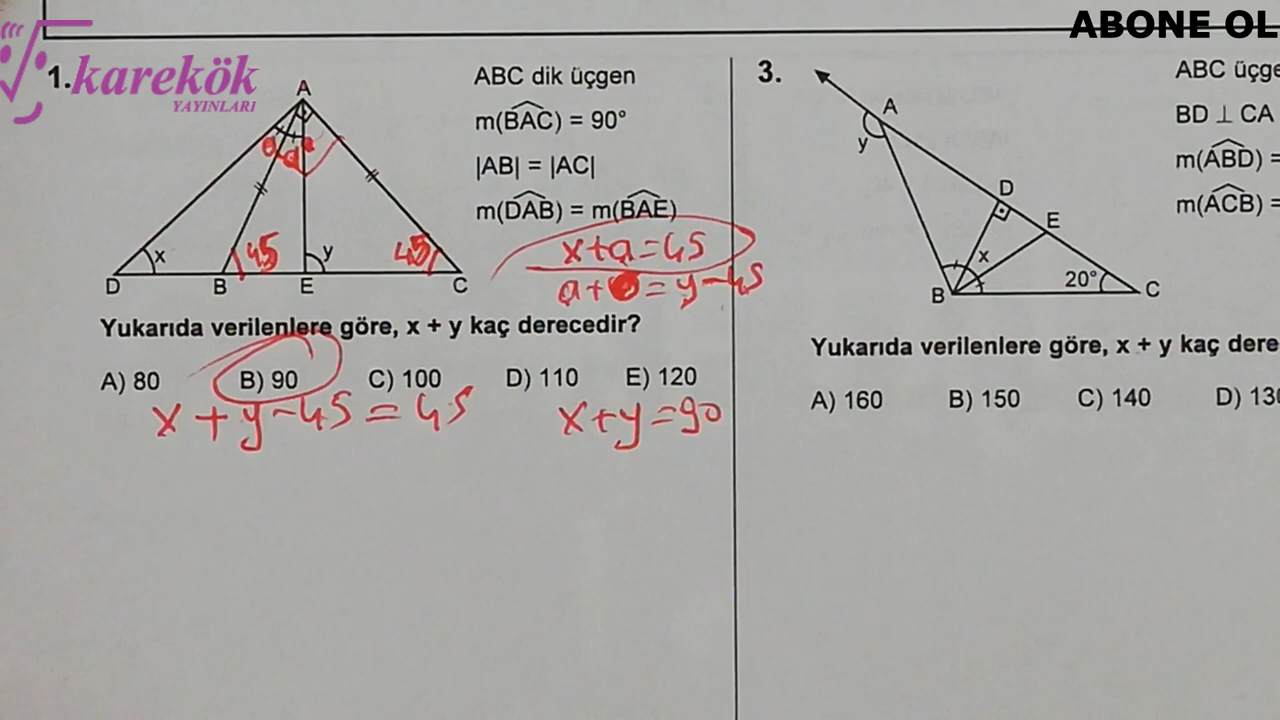 ABONE OL
karekök
YAYINLARI
1.
ABC dik üçgen
m(BAC) = 90°
|AB| = |AC|
m(DAB) = m(BAE)
A
a
a
x
45
y
45
D
B
E
C
x+a=45
= y-45
Yukarıda verilenlere göre, x + y kaç derecedir?
A) 80 B) 90 C) 100 D) 110 E) 120
x+y-45=45
x+y=90
3.
ABC üçge
BD ⊥ CA
m(ABD) =
m(ACB) =
A
y
D
E
x
20°
B
C
Yukarıda verilenlere göre, x + y kaç dere
A) 160 B) 150 C) 140 D) 130